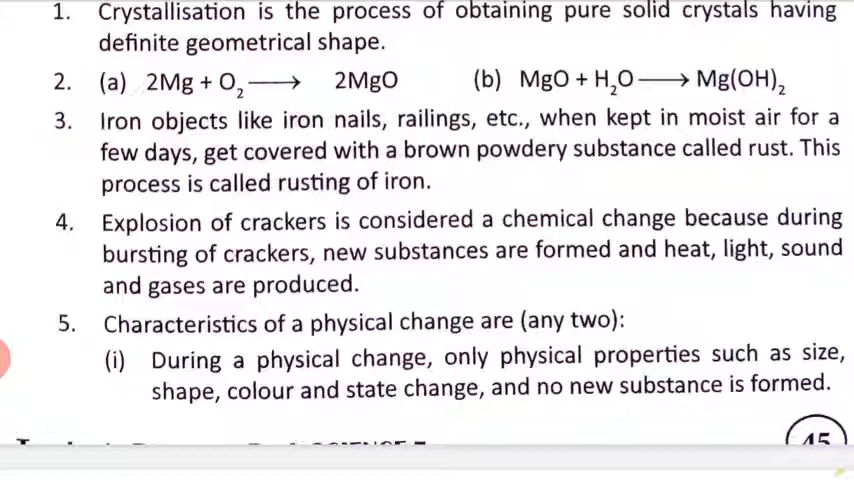 1. Crystallisation is the process of obtaining pure solid crystals having
definite geometrical shape.
2. (a) 2Mg + O₂ ⟶ 2MgO (b) MgO + H₂O ⟶ Mg(OH)₂
3. Iron objects like iron nails, railings, etc., when kept in moist air for a
few days, get covered with a brown powdery substance called rust. This
process is called rusting of iron.
4. Explosion of crackers is considered a chemical change because during
bursting of crackers, new substances are formed and heat, light, sound
and gases are produced.
5. Characteristics of a physical change are (any two):
(i) During a physical change, only physical properties such as size,
shape, colour and state change, and no new substance is formed.
45